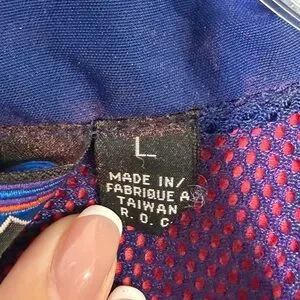 L
MADE IN/
FABRIQUE A
TAIWAN
R. O. C.